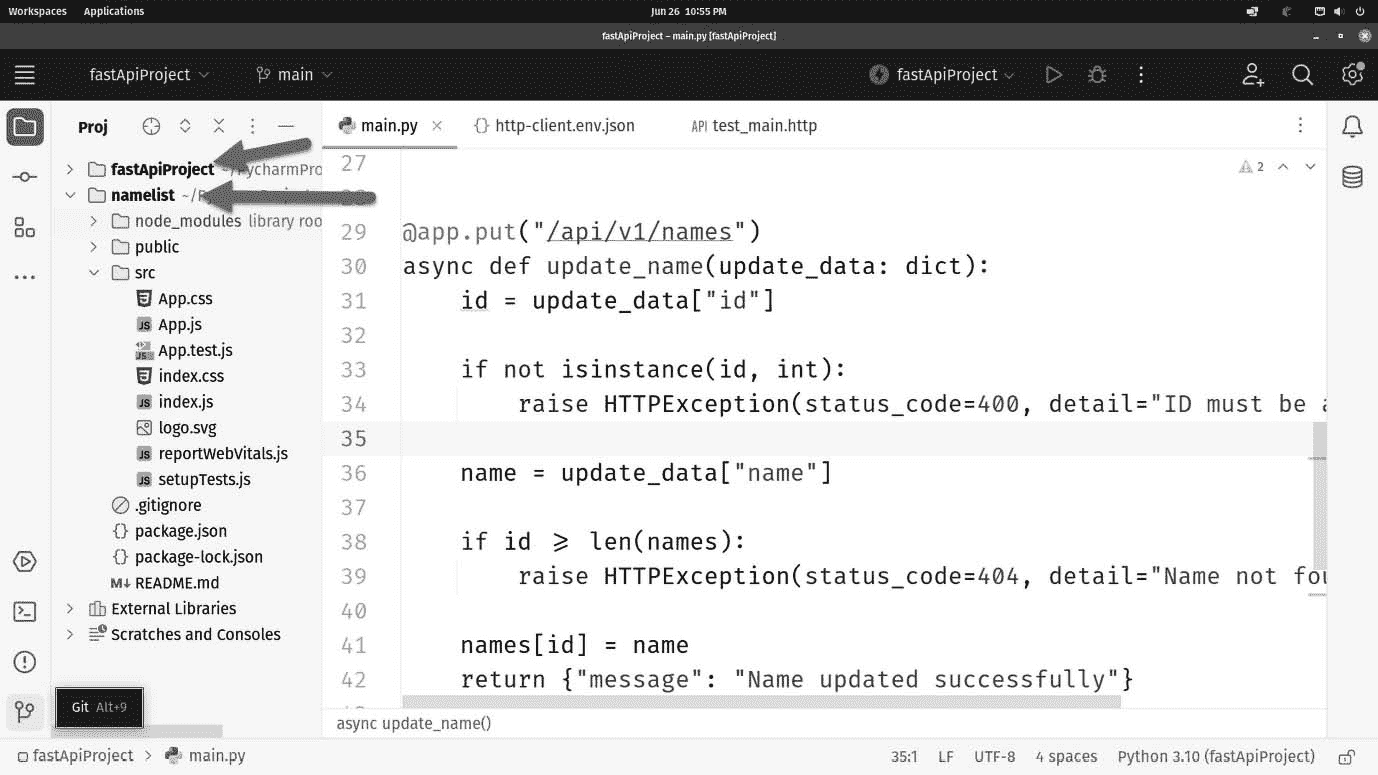 Workspaces Applications Jun 26 10:55 PM
fastApiProject – main.py [fastApiProject]
fastApiProject main fastApiProject
Proj
fastApiProject
namelist
node_modules library roo
public
src
App.css
App.js
App.test.js
index.css
index.js
logo.svg
reportWebVitals.js
setupTests.js
.gitignore
package.json
package-lock.json
README.md
External Libraries
Scratches and Consoles
Git Alt+9
main.py http-client.env.json API test_main.http
2
27
29 @app.put("/api/v1/names")
30 async def update_name(update_data: dict):
31 id = update_data["id"]
32
33 if not isinstance(id, int):
34 raise HTTPException(status_code=400, detail="ID must be a
35
36 name = update_data["name"]
37
38 if id ⩾ len(names):
39 raise HTTPException(status_code=404, detail="Name not fou
40
41 names[id] = name
42 return {"message": "Name updated successfully"}
async update_name()
fastApiProject > main.py 35:1 LF UTF-8 4 spaces Python 3.10 (fastApiProject)